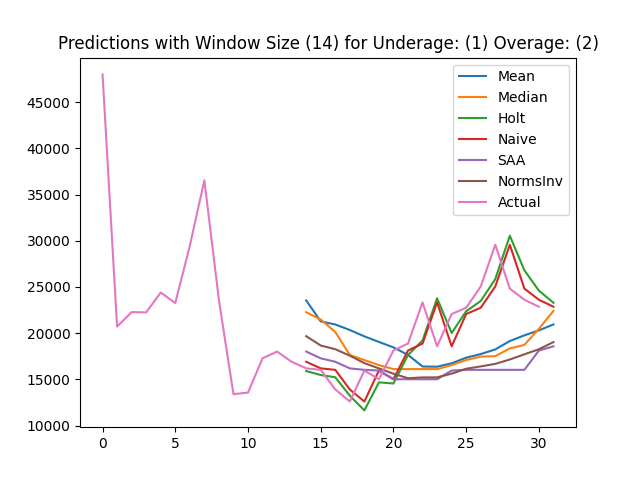 Predictions with Window Size (14) for Underage: (1) Overage: (2)
Mean
Median
Holt
Naive
SAA
NormsInv
Actual
45000
40000
35000
30000
25000
20000
15000
10000
0 5 10 15 20 25 30